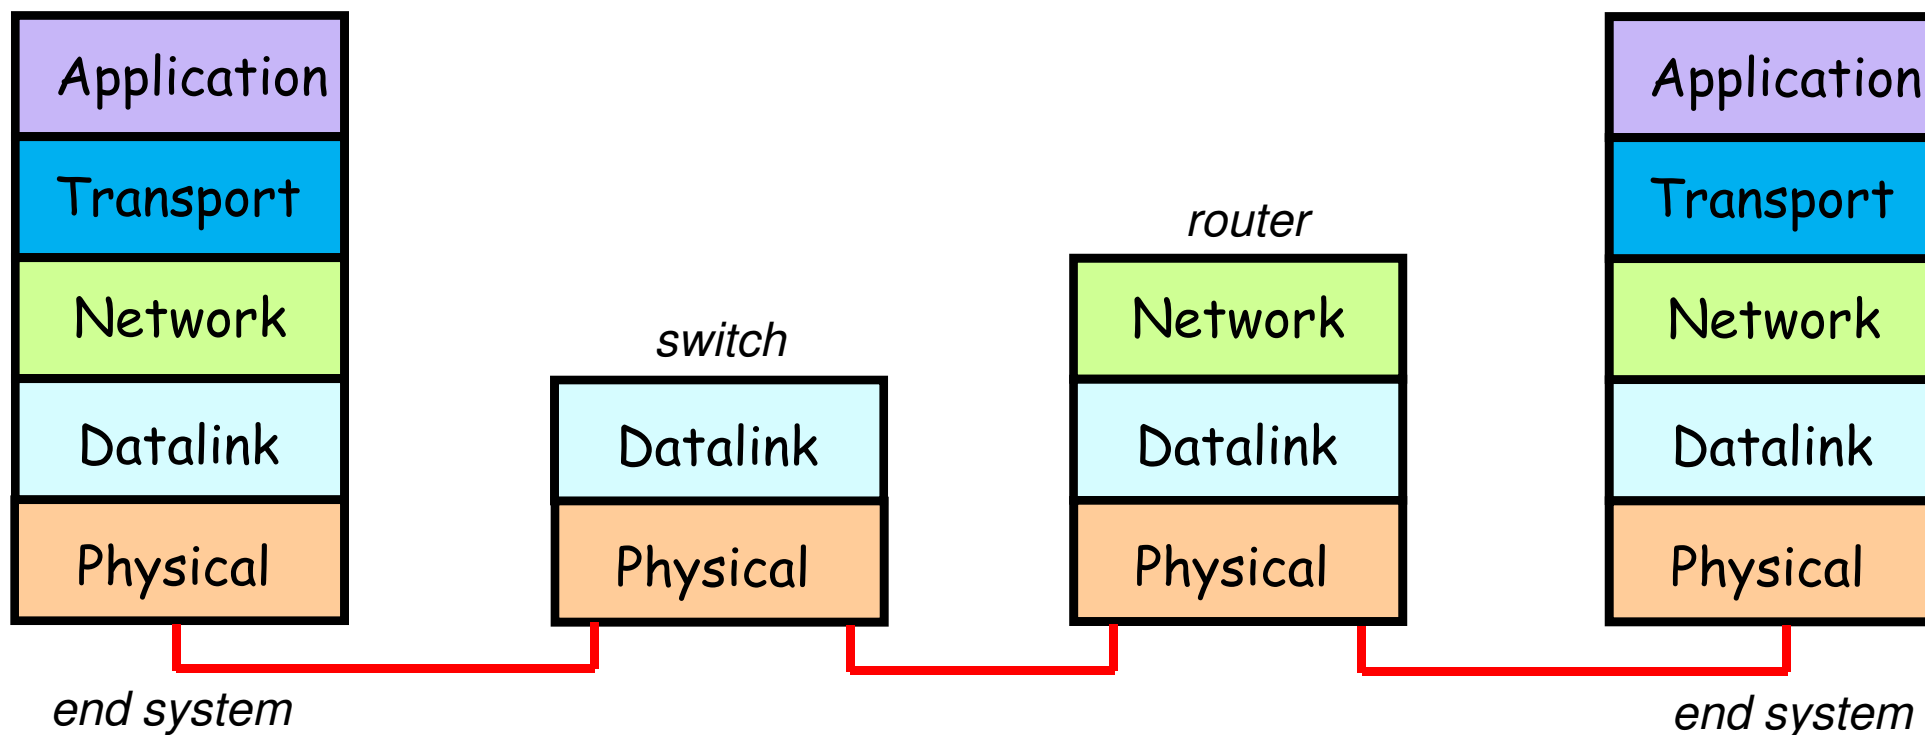 Application
Transport
Network
Datalink
Physical
end system
switch
Datalink
Physical
router
Network
Datalink
Physical
Application
Transport
Network
Datalink
Physical
end system